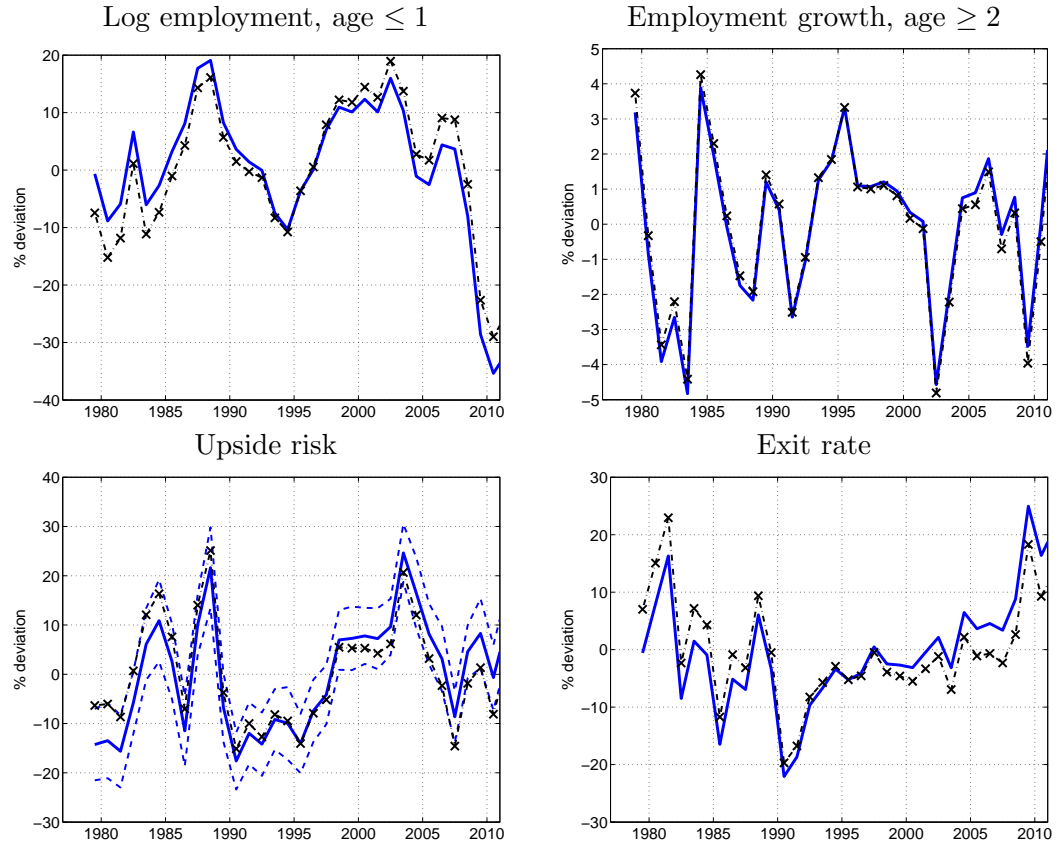 Log employment, age ≤ 1
20
10
0
−10
−20
−30
−40
% deviation
1980 1985 1990 1995 2000 2005 2010
Employment growth, age ≥ 2
5
4
3
2
1
0
−1
−2
−3
−4
−5
% deviation
1980 1985 1990 1995 2000 2005 2010
Upside risk
40
30
20
10
0
−10
−20
−30
% deviation
1980 1985 1990 1995 2000 2005 2010
Exit rate
30
20
10
0
−10
−20
−30
% deviation
1980 1985 1990 1995 2000 2005 2010